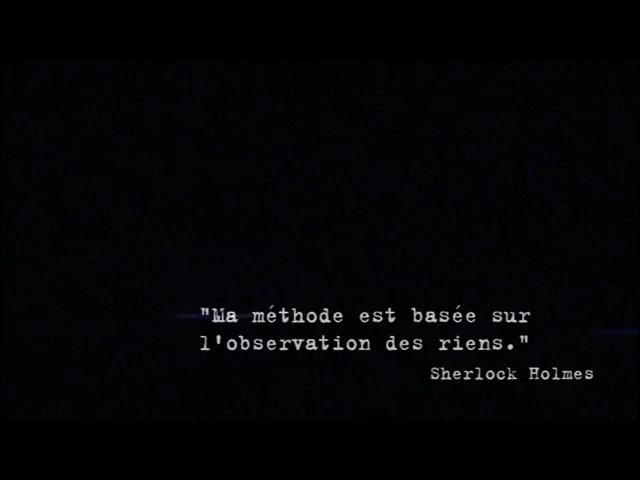 "Ma méthode est basée sur
l'observation des riens."
Sherlock Holmes